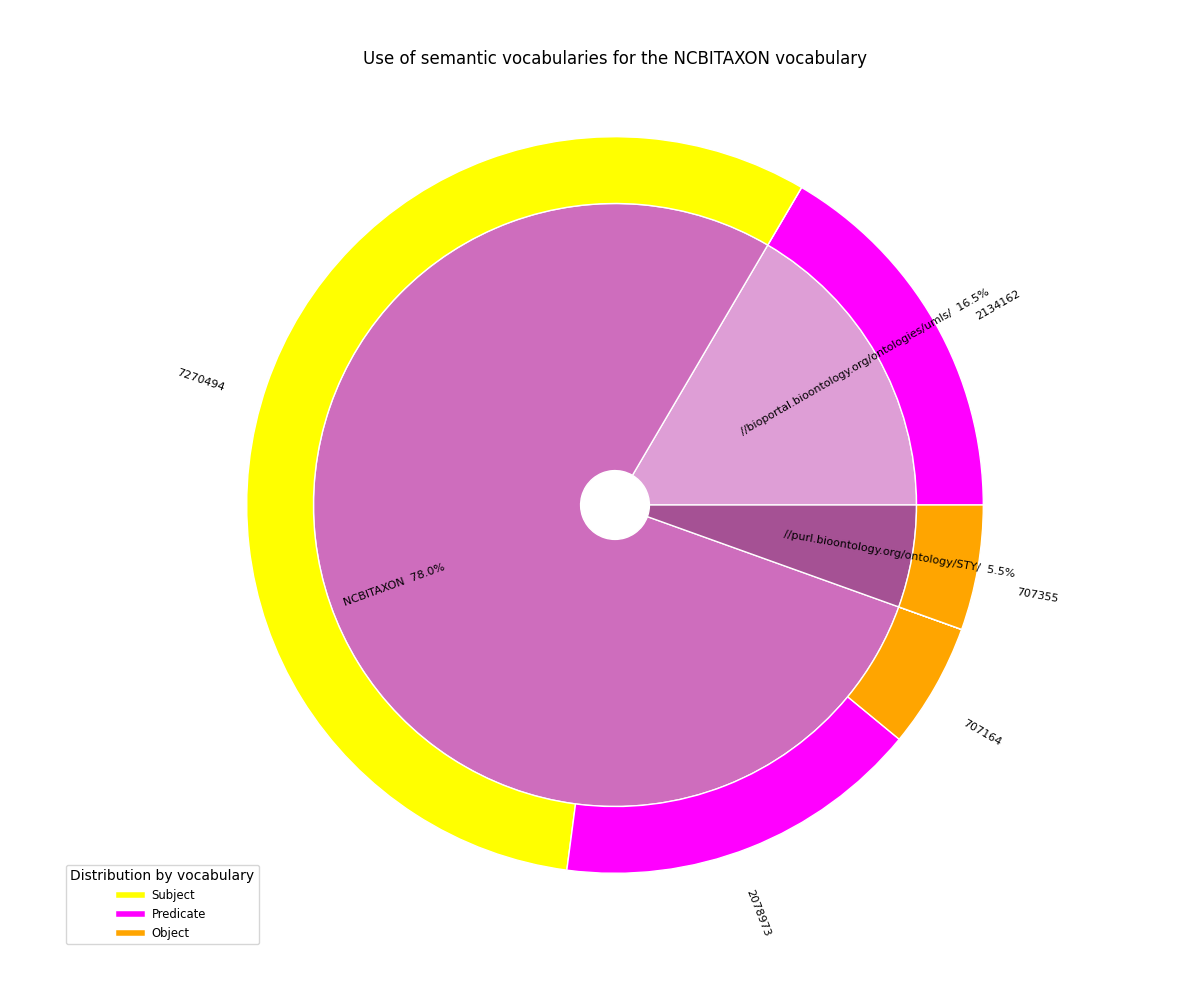 Use of semantic vocabularies for the NCBITAXON vocabulary
//bioportal.bioontology.org/ontologies/umls/  16.5%
2134162
7270494
//purl.bioontology.org/ontology/STY/  5.5%
707355
NCBITAXON  78.0%
707164
2078973
Distribution by vocabulary
Subject
Predicate
Object